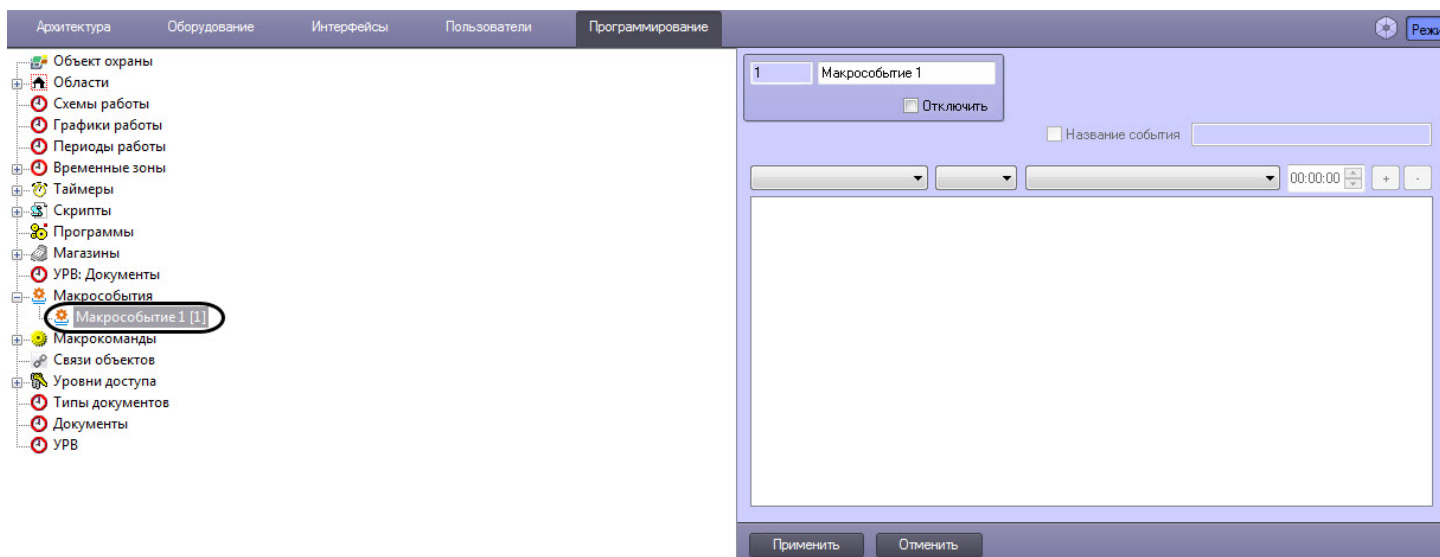 Архитектура Оборудование Интерфейсы Пользователи Программирование
Объект охраны
Области
Схемы работы
Графики работы
Периоды работы
Временные зоны
Таймеры
Скрипты
Программы
Магазины
УРВ: Документы
Макрособытия
Макрособытие 1 [1]
Макрокоманды
Связи объектов
Уровни доступа
Типы документов
Документы
УРВ
1 Макрособытие 1
Отключить
Название события
00:00:00 + -
Применить Отменить